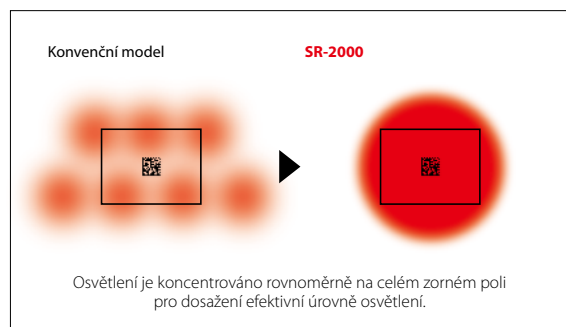 Konvenční model
SR-2000
Osvětlení je koncentrováno rovnoměrně na celém zorném poli
pro dosažení efektivní úrovně osvětlení.